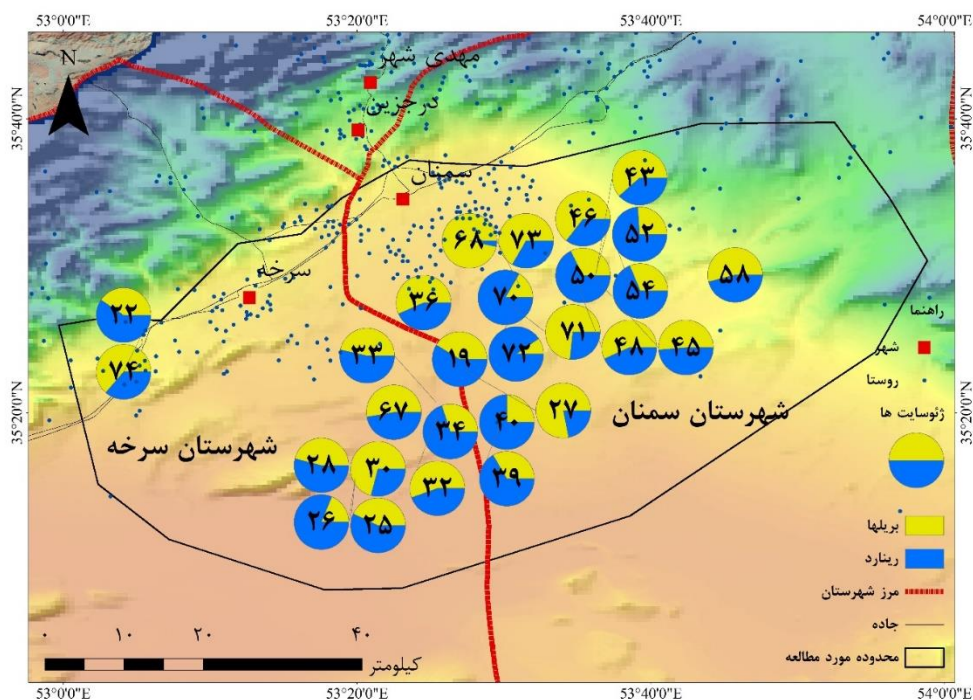 53°00'0"E
53°20'0"E
53°40'0"E
54°00'0"E
N
35°40'0"N
35°40'0"N
مهدی شهر
درجزین
سمنان
سرخه
۴۳
۴۶
۵۲
۶۸
۷۳
۵۰
۵۴
۵۸
۲۲
۳۶
۷۰
۷۱
۷۴
۳۳
۱۹
۷۲
۴۸
۴۵
۶۷
۳۴
۴۰
۲۷
۲۸
۳۰
۳۲
۳۹
۲۶
۲۵
شهرستان سمنان
شهرستان سرخه
35°20'0"N
35°20'0"N
راهنما
شهر
روستا
ژئوسایت ها
بریلها
رینارد
مرز شهرستان
جاده
محدوده مورد مطالعه
۰ ۱۰ ۲۰ ۴۰
کیلومتر
53°00'0"E
53°20'0"E
53°40'0"E
54°00'0"E